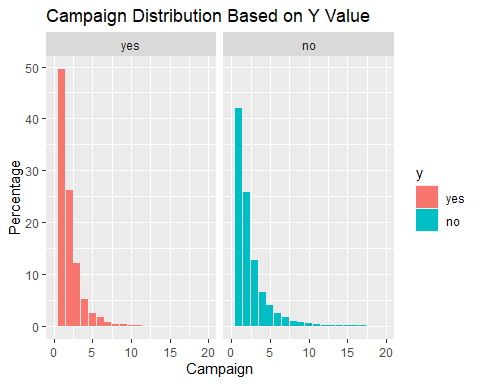 Campaign Distribution Based on Y Value
yes
no
50
40
30
20
10
0
Percentage
0 5 10 15 20
0 5 10 15 20
Campaign
y
yes
no